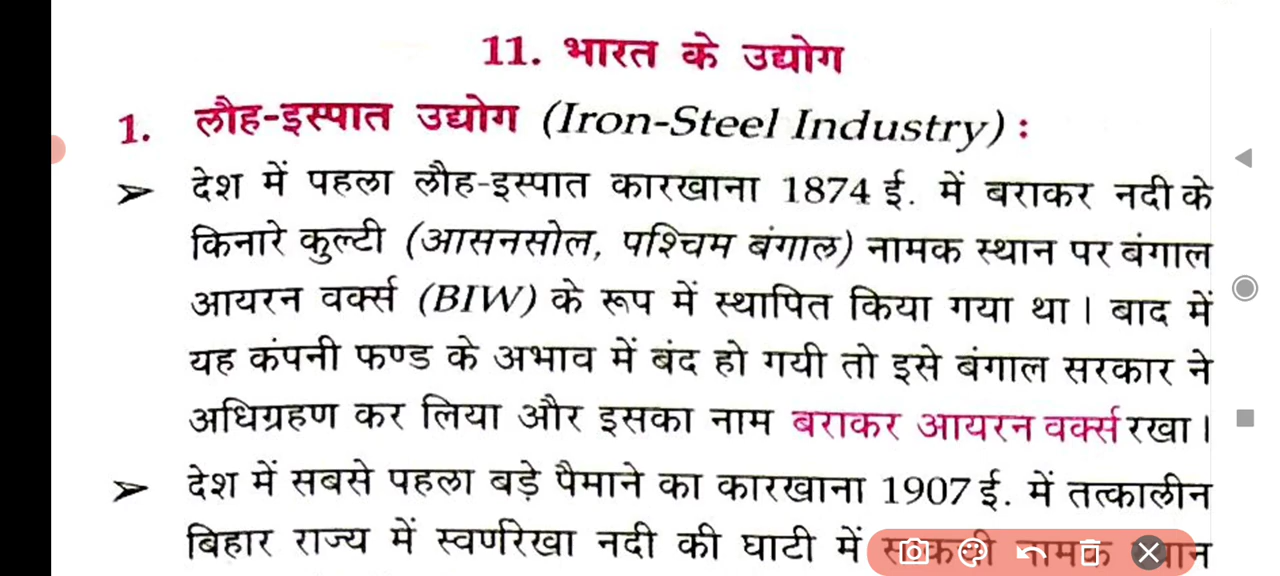 11. भारत के उद्योग
1. लौह-इस्पात उद्योग (Iron-Steel Industry) :
➢ देश में पहला लौह-इस्पात कारखाना 1874 ई. में बराकर नदी के
किनारे कुल्टी (आसनसोल, पश्चिम बंगाल) नामक स्थान पर बंगाल
आयरन वर्क्स (BIW) के रूप में स्थापित किया गया था। बाद में
यह कंपनी फण्ड के अभाव में बंद हो गयी तो इसे बंगाल सरकार ने
अधिग्रहण कर लिया और इसका नाम बराकर आयरन वर्क्स रखा।
➢ देश में सबसे पहला बड़े पैमाने का कारखाना 1907 ई. में तत्कालीन
बिहार राज्य में स्वर्णरेखा नदी की घाटी में नामक